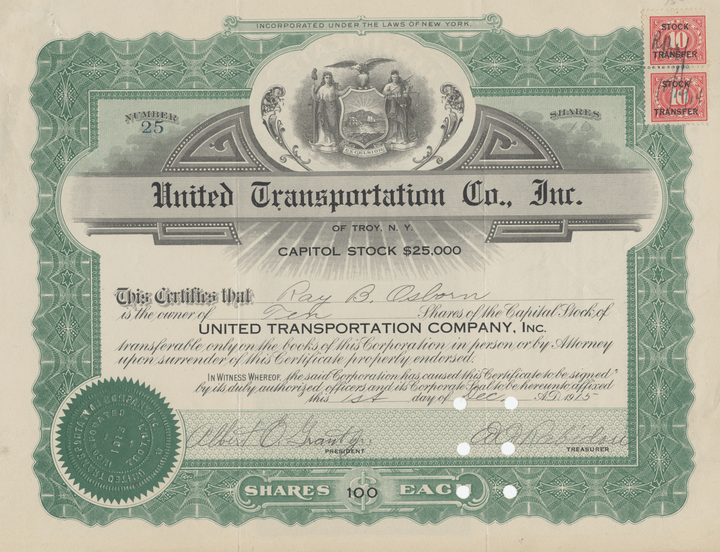 INCORPORATED UNDER THE LAWS OF NEW YORK.
STOCK
10
TRANSFER
STOCK
10
TRANSFER
NUMBER
25
SHARES
EXCELSIOR
United Transportation Co., Inc.
OF TROY, N. Y.
CAPITOL STOCK $25,000
This Certifies that Ray B. Osborn
is the owner of Ten Shares of the Capital Stock of
UNITED TRANSPORTATION COMPANY, Inc.
transferable only on the books of this Corporation in person or by Attorney
upon surrender of this Certificate properly endorsed.
IN WITNESS WHEREOF, the said Corporation has caused this Certificate to be signed
by its duly authorized officers and its Corporate Seal to be hereunto affixed
this 1st day of Dec. A.D. 1915
Albert C. Grant Jr.
PRESIDENT
TREASURER
SHARES 100 EACH